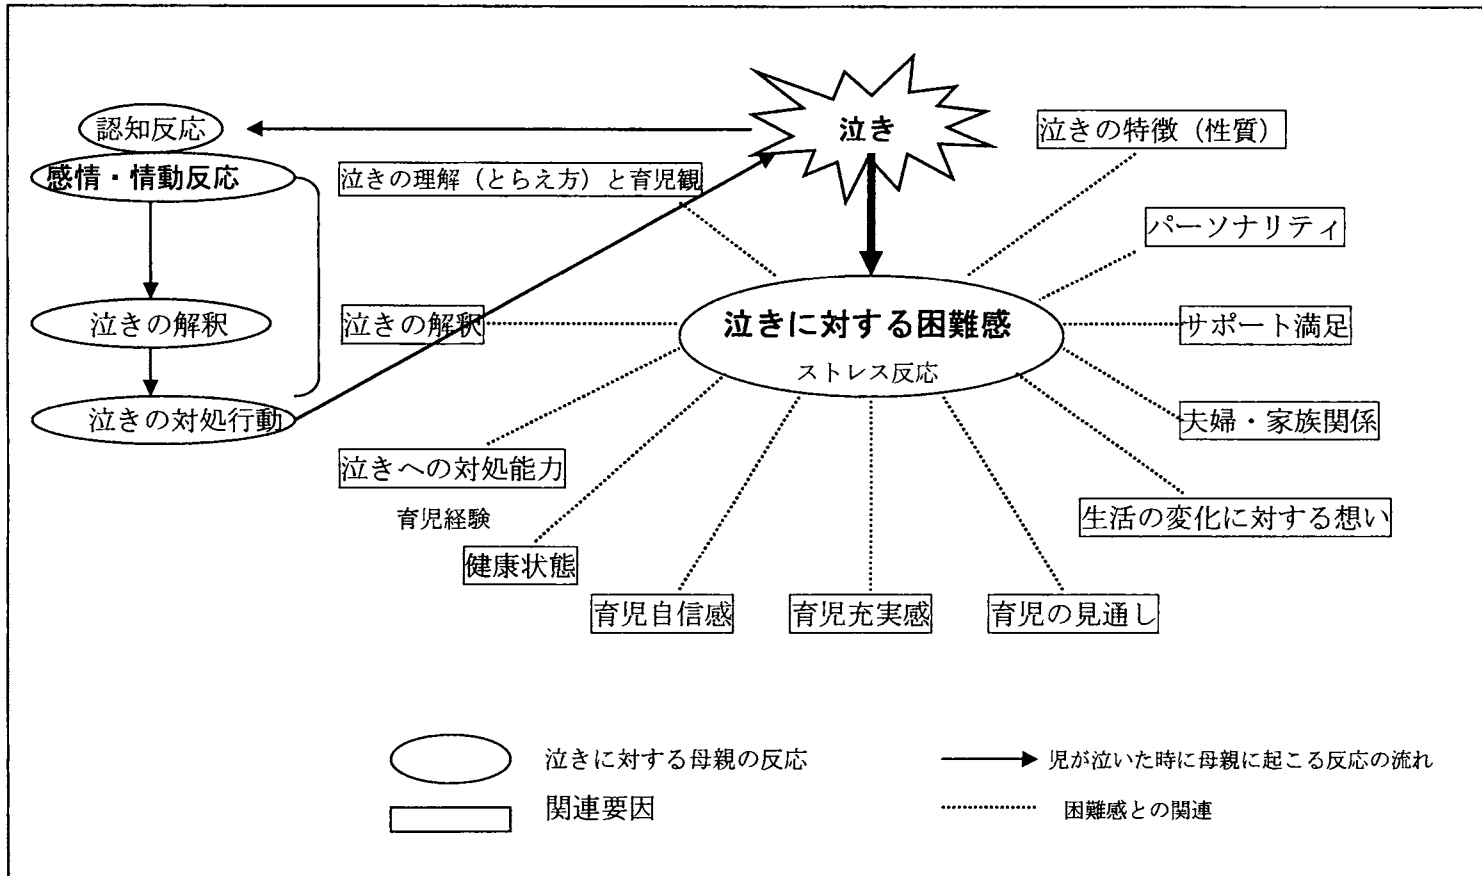 泣き
認知反応
泣きの特徴（性質）
感情・情動反応
泣きの理解（とらえ方）と育児観
パーソナリティ
泣きの解釈
泣きの解釈
泣きに対する困難感
サポート満足
ストレス反応
泣きの対処行動
夫婦・家族関係
泣きへの対処能力
育児経験
生活の変化に対する想い
健康状態
育児自信感
育児充実感
育児の見通し
泣きに対する母親の反応
児が泣いた時に母親に起こる反応の流れ
関連要因
困難感との関連